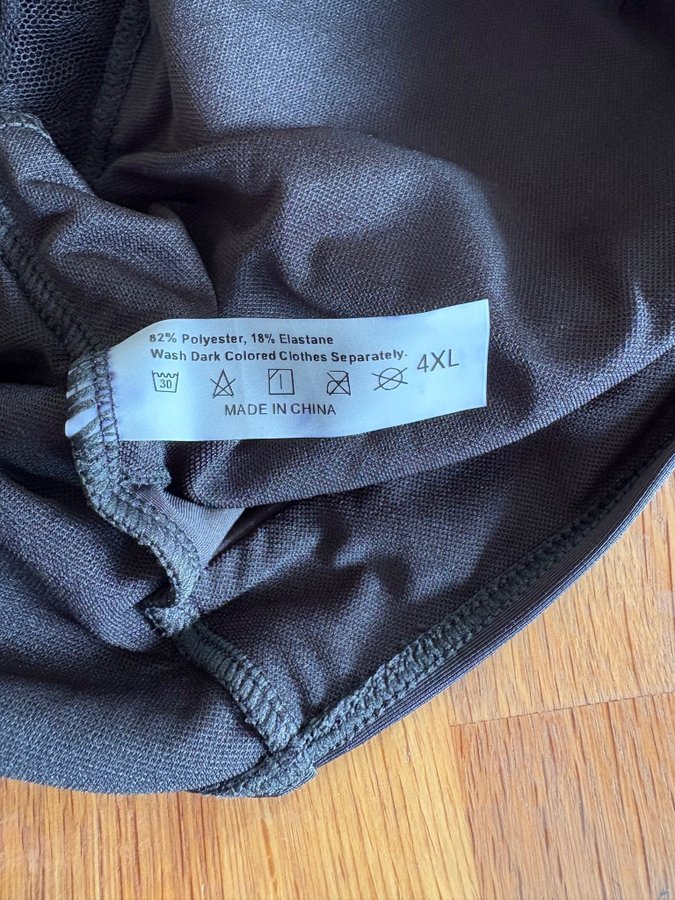 82% Polyester, 18% Elastane
Wash Dark Colored Clothes Separately.
30
4XL
MADE IN CHINA